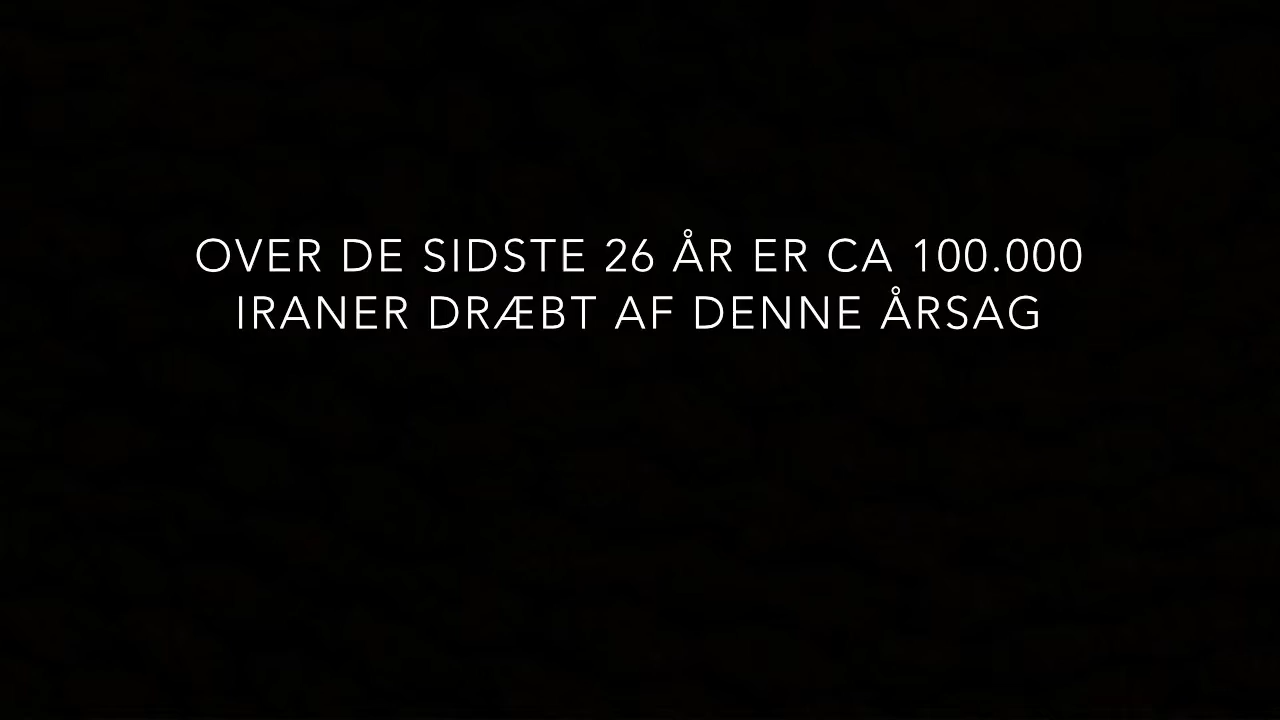 OVER DE SIDSTE 26 ÅR ER CA 100.000
IRANER DRÆBT AF DENNE ÅRSAG